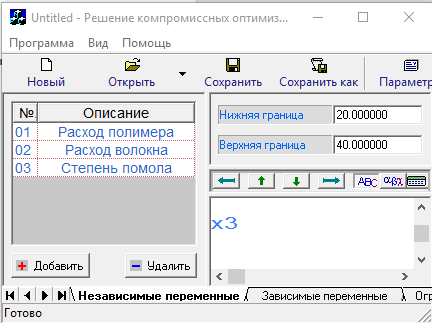 Untitled - Решение компромиссных оптимиз...
Программа Вид Помощь
Новый Открыть Сохранить Сохранить как
№ Описание
01 Расход полимера
02 Расход волокна
03 Степень помола
Нижняя граница 20.000000
Верхняя граница 40.000000
ABC αβχ
x3
Добавить Удалить
Независимые переменные Зависимые переменные
Готово